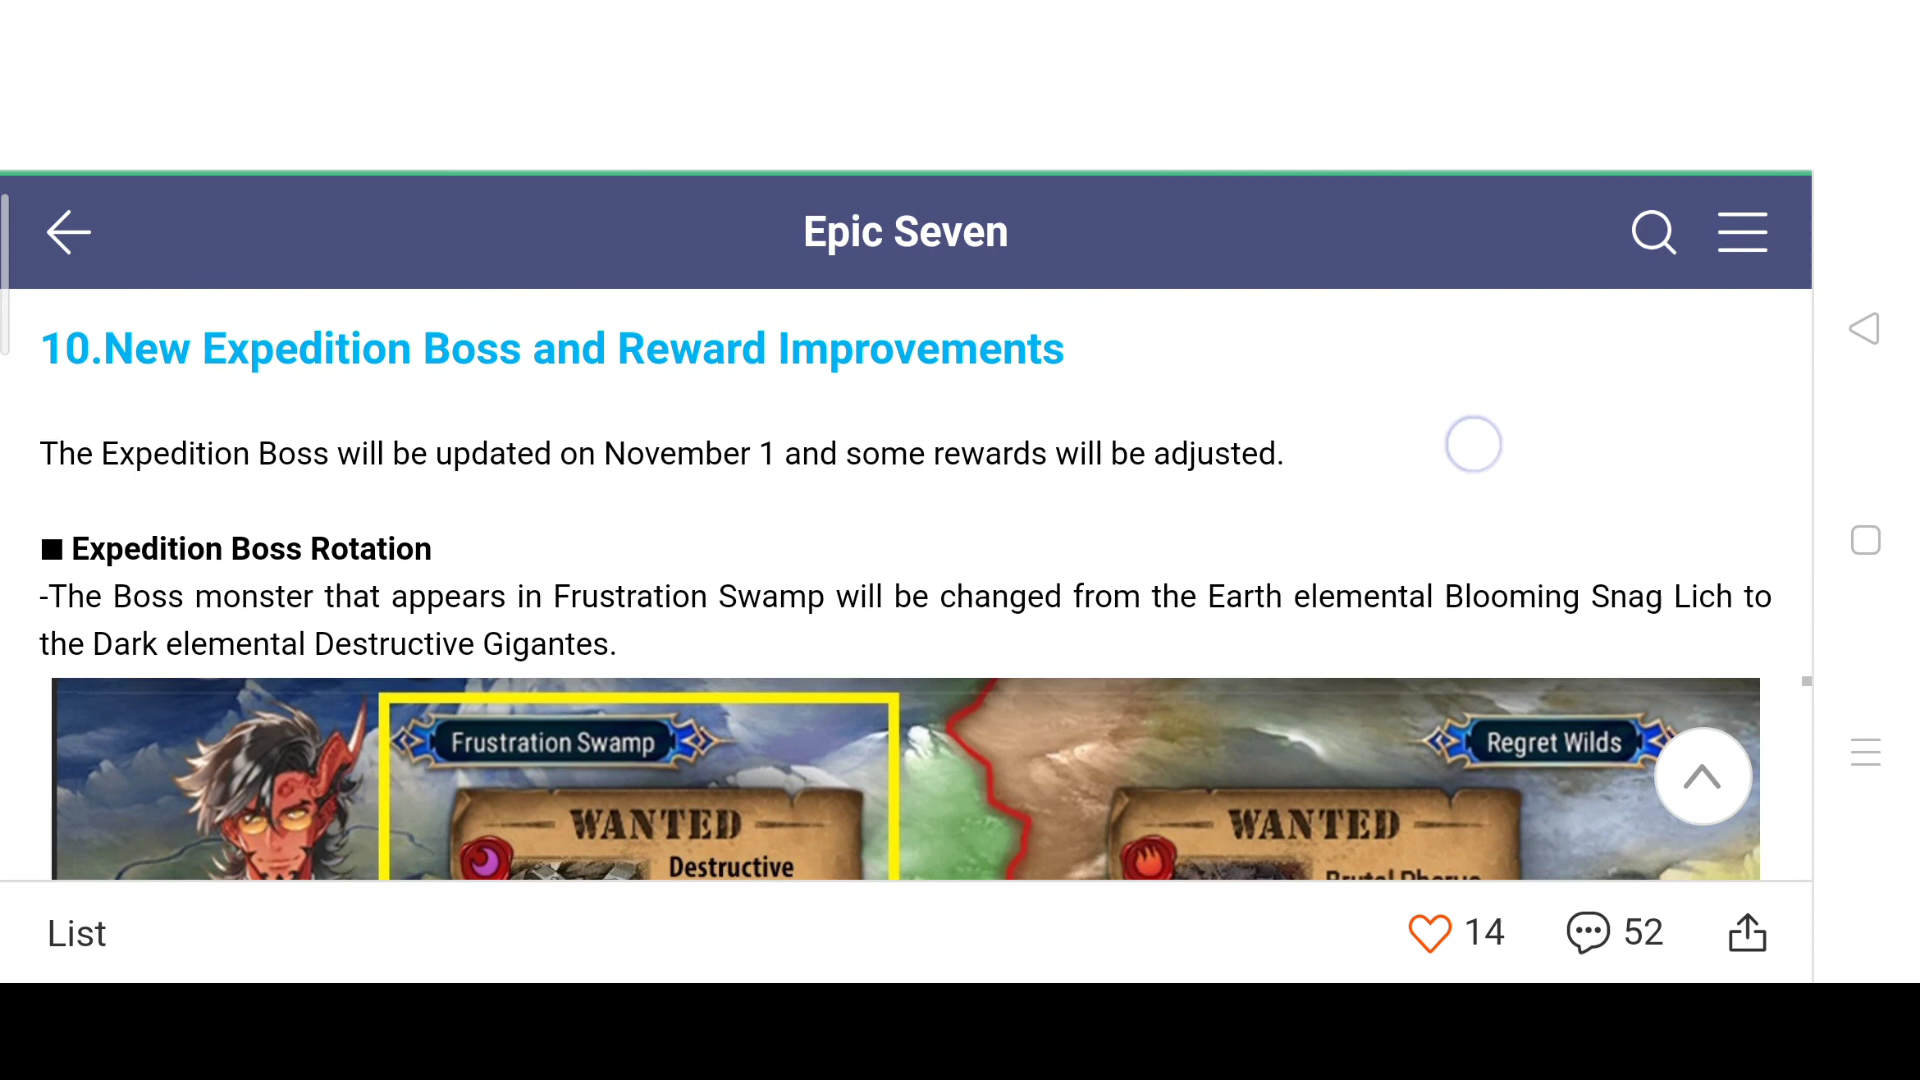 Epic Seven
10.New Expedition Boss and Reward Improvements
The Expedition Boss will be updated on November 1 and some rewards will be adjusted.
■ Expedition Boss Rotation
-The Boss monster that appears in Frustration Swamp will be changed from the Earth elemental Blooming Snag Lich to
the Dark elemental Destructive Gigantes.
Frustration Swamp
Regret Wilds
WANTED
WANTED
Destructive
List
14
52